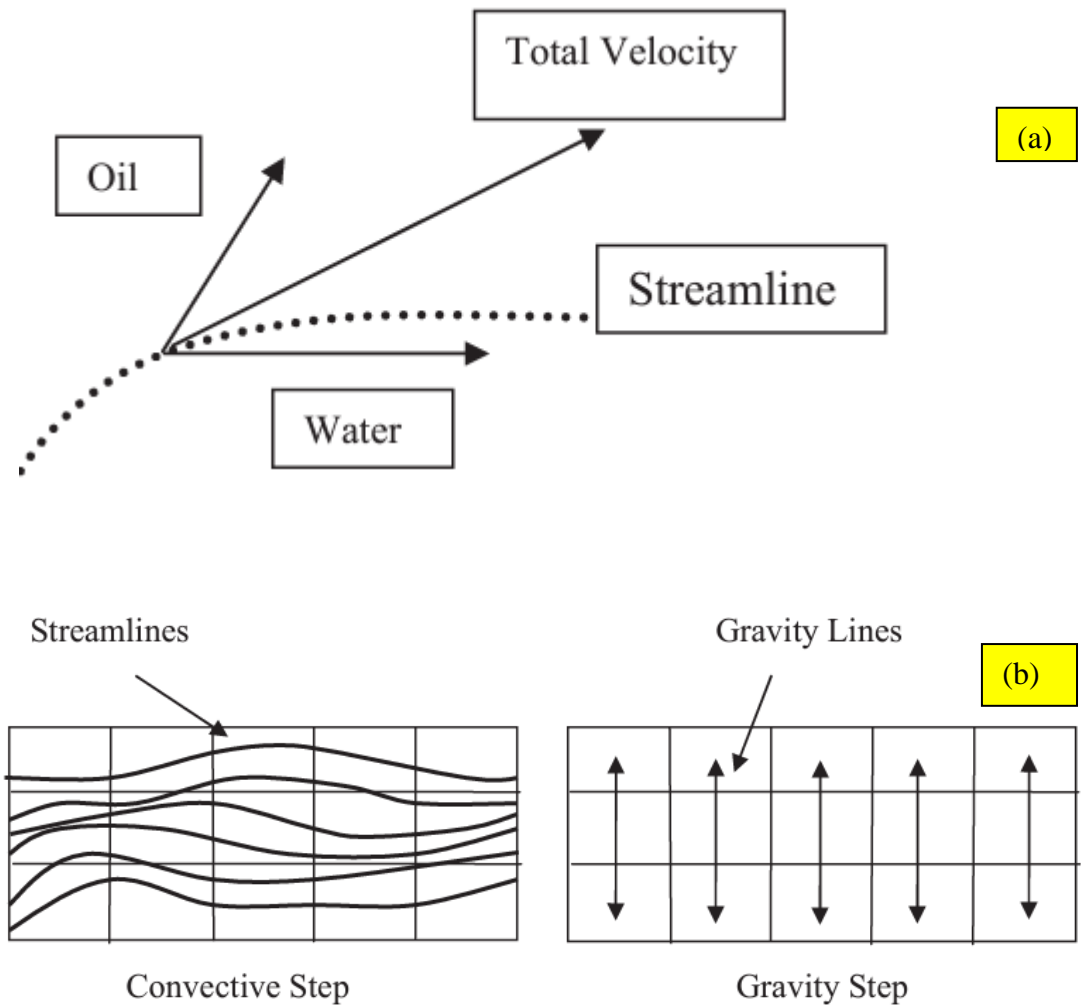 Total Velocity
(a)
Oil
Streamline
Water
Streamlines
Gravity Lines
(b)
Convective Step
Gravity Step